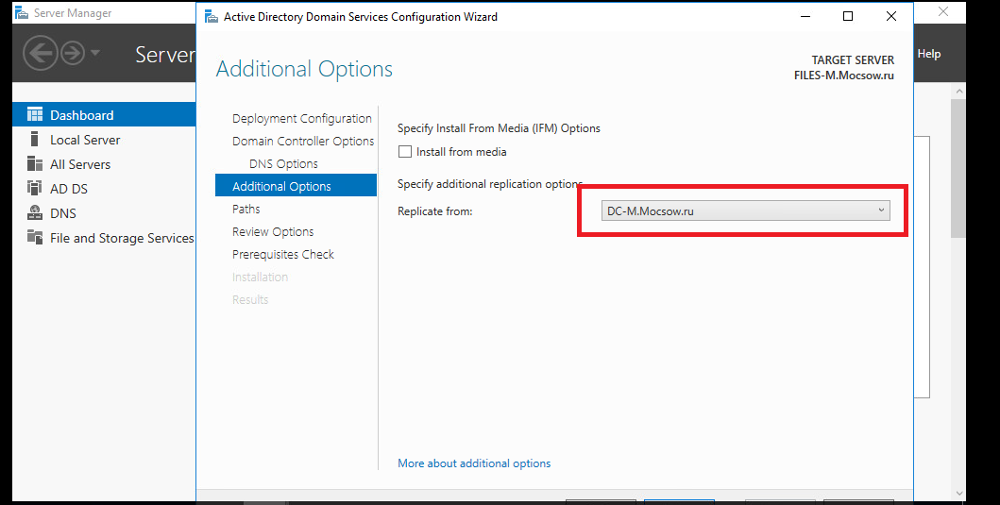 Server Manager
Active Directory Domain Services Configuration Wizard
Server
Help
Additional Options
TARGET SERVER
FILES-M.Mocsow.ru
Dashboard
Local Server
All Servers
AD DS
DNS
File and Storage Services
Deployment Configuration
Domain Controller Options
DNS Options
Additional Options
Paths
Review Options
Prerequisites Check
Installation
Results
Specify Install From Media (IFM) Options
Install from media
Specify additional replication options
Replicate from:
DC-M.Mocsow.ru
More about additional options